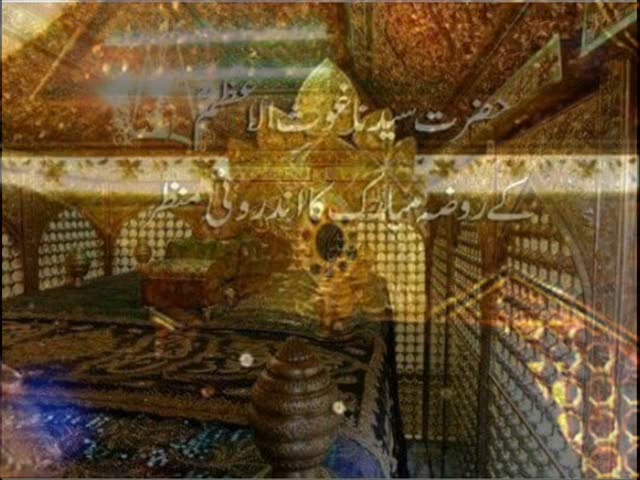 حضرت سیدنا غوث الاعظمؓ
کے روضہ مبارک کا اندرونی منظر